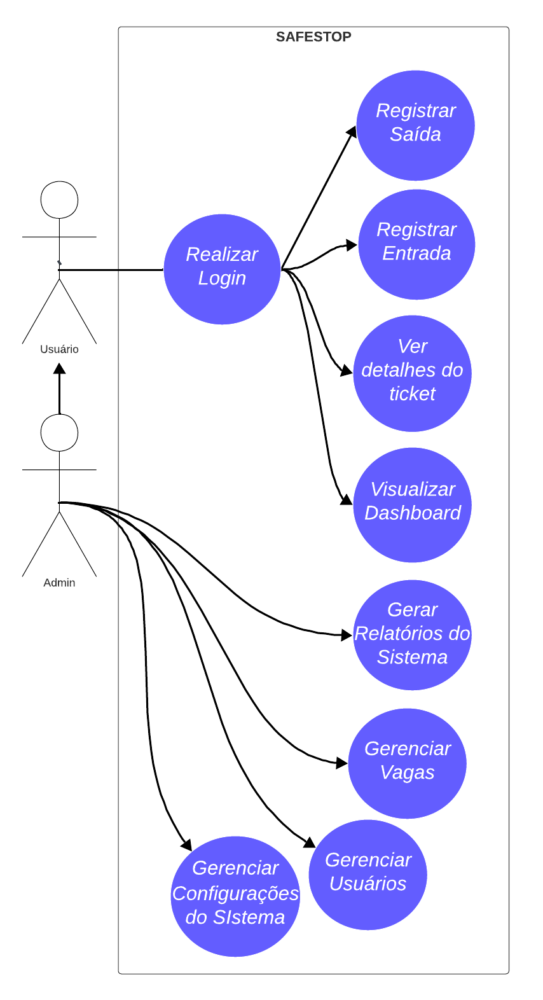 SAFESTOP
Registrar
Saída
Registrar
Entrada
Realizar
Login
Usuário
Ver
detalhes do
ticket
Visualizar
Dashboard
Admin
Gerar
Relatórios do
Sistema
Gerenciar
Vagas
Gerenciar
Usuários
Gerenciar
Configurações
do SIstema